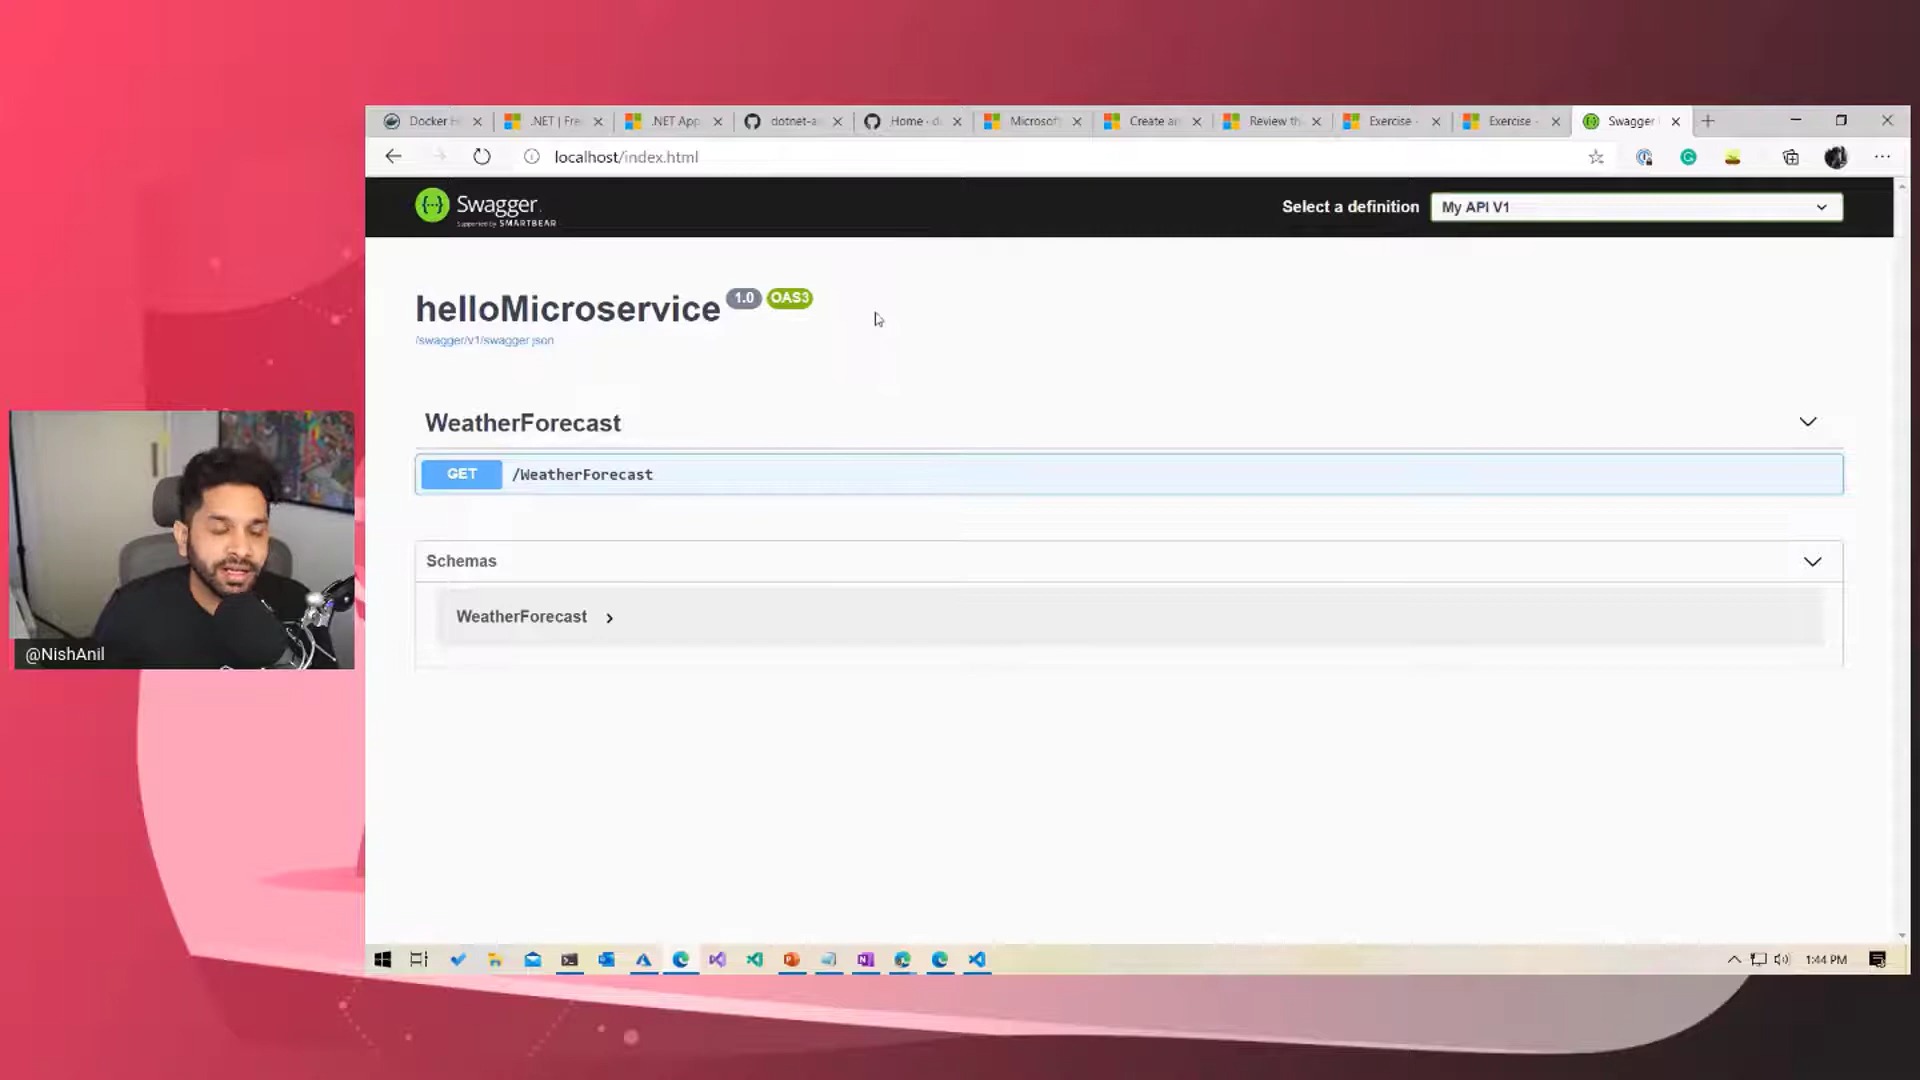 Docker H
.NET | Fre
.NET App
dotnet-a
Home · d
Microsoft
Create an
Review th
Exercise -
Exercise -
Swagger
localhost/index.html
Swagger
Supported by SMARTBEAR
Select a definition
My API V1
helloMicroservice 1.0 OAS3
/swagger/v1/swagger.json
WeatherForecast
GET /WeatherForecast
Schemas
WeatherForecast
@NishAnil
1:44 PM